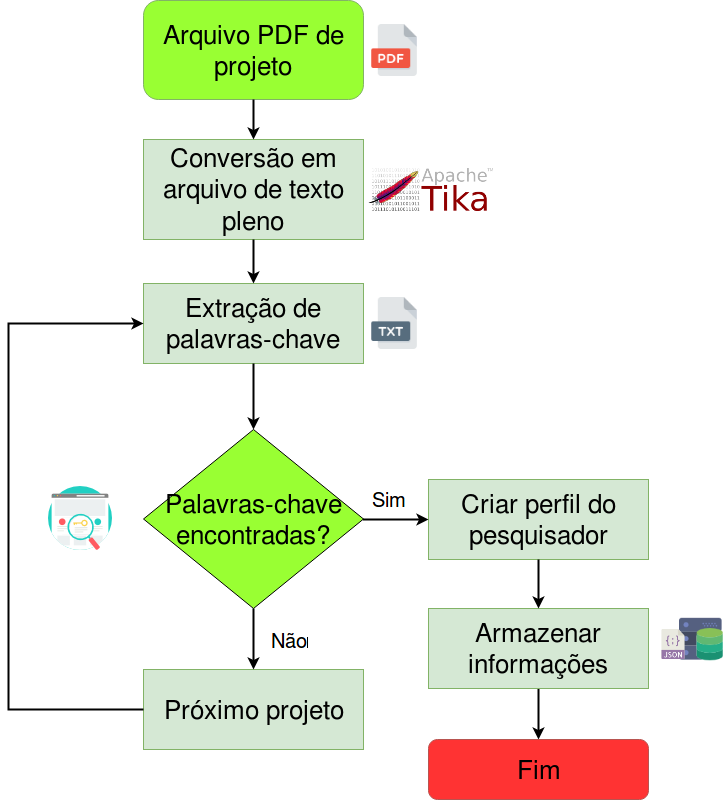 Arquivo PDF de
projeto
PDF
Conversão em
arquivo de texto
pleno
Apache™
Tika
Extração de
palavras-chave
TXT
Palavras-chave
encontradas?
Sim
Criar perfil do
pesquisador
Não
Armazenar
informações
{;}
JSON
Próximo projeto
Fim